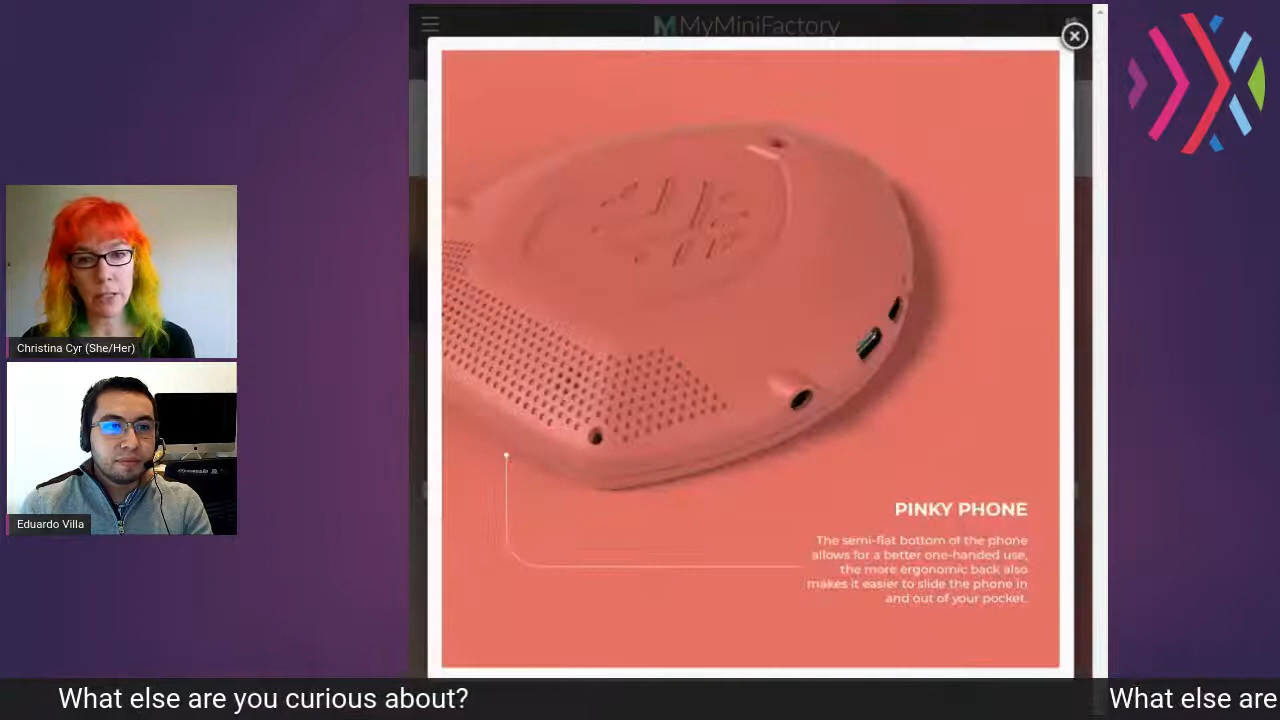 MyMiniFactory
Christina Cyr (She/Her)
Eduardo Villa
PINKY PHONE
The semi-flat bottom of the phone
allows for a better one-handed use,
the more ergonomic back also
makes it easier to slide the phone in
and out of your pocket.
What else are you curious about?
What else are